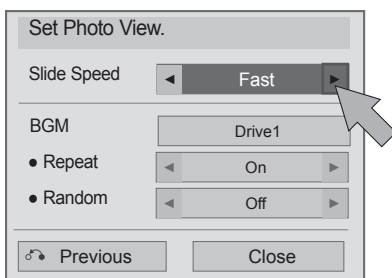 Set Photo View.
Slide Speed ◄ Fast ►
BGM Drive1
● Repeat ◄ On ►
● Random ◄ Off ►
Previous Close